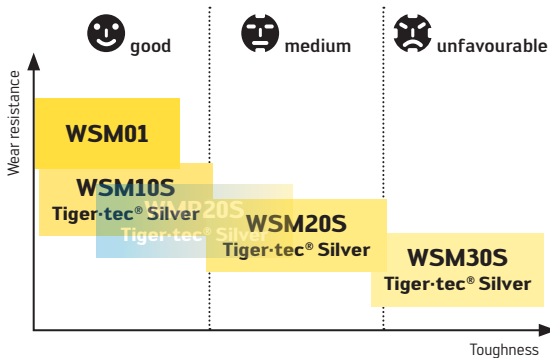 good
medium
unfavourable
Wear resistance
WSM01
WSM10S
Tiger·tec® Silver
WMP20S
Tiger·tec® Silver
WSM20S
Tiger·tec® Silver
WSM30S
Tiger·tec® Silver
Toughness